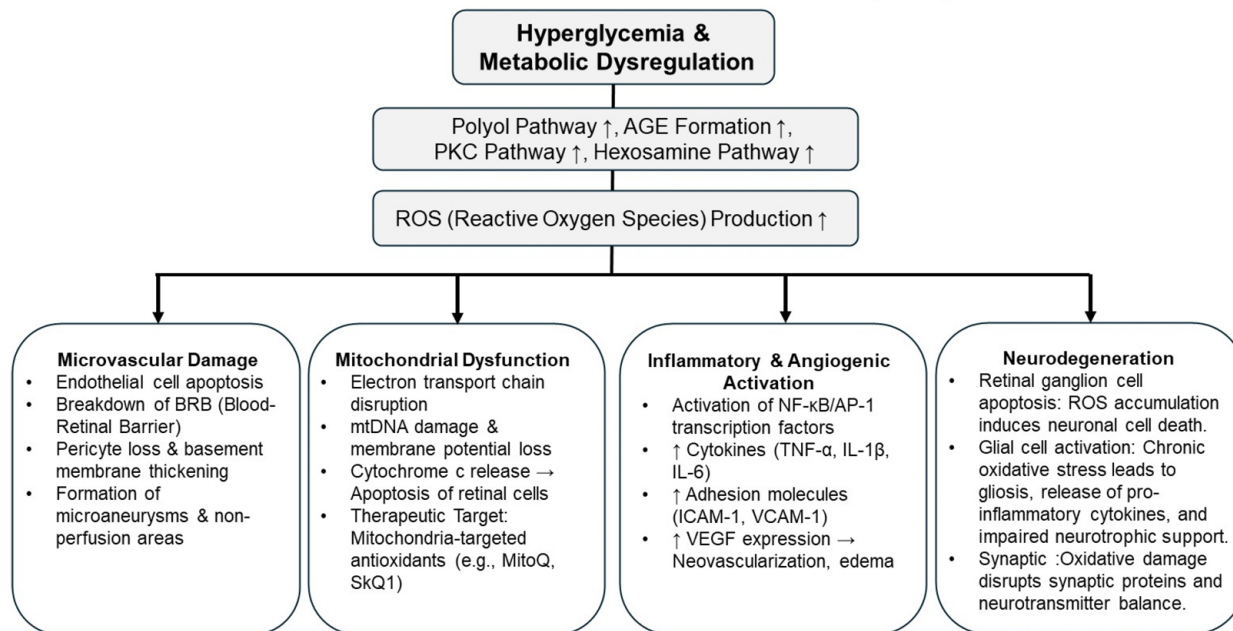 Hyperglycemia &
Metabolic Dysregulation
Polyol Pathway ↑, AGE Formation ↑,
PKC Pathway ↑, Hexosamine Pathway ↑
ROS (Reactive Oxygen Species) Production ↑
Microvascular Damage
• Endothelial cell apoptosis
• Breakdown of BRB (Blood-
Retinal Barrier)
• Pericyte loss & basement
membrane thickening
• Formation of
microaneurysms & non-
perfusion areas
Mitochondrial Dysfunction
• Electron transport chain
disruption
• mtDNA damage &
membrane potential loss
• Cytochrome c release →
Apoptosis of retinal cells
• Therapeutic Target:
Mitochondria-targeted
antioxidants (e.g., MitoQ,
SkQ1)
Inflammatory & Angiogenic
Activation
• Activation of NF-κB/AP-1
transcription factors
• ↑ Cytokines (TNF-α, IL-1β,
IL-6)
• ↑ Adhesion molecules
(ICAM-1, VCAM-1)
• ↑ VEGF expression →
Neovascularization, edema
Neurodegeneration
• Retinal ganglion cell
apoptosis: ROS accumulation
induces neuronal cell death.
• Glial cell activation: Chronic
oxidative stress leads to
gliosis, release of pro-
inflammatory cytokines, and
impaired neurotrophic support.
• Synaptic :Oxidative damage
disrupts synaptic proteins and
neurotransmitter balance.